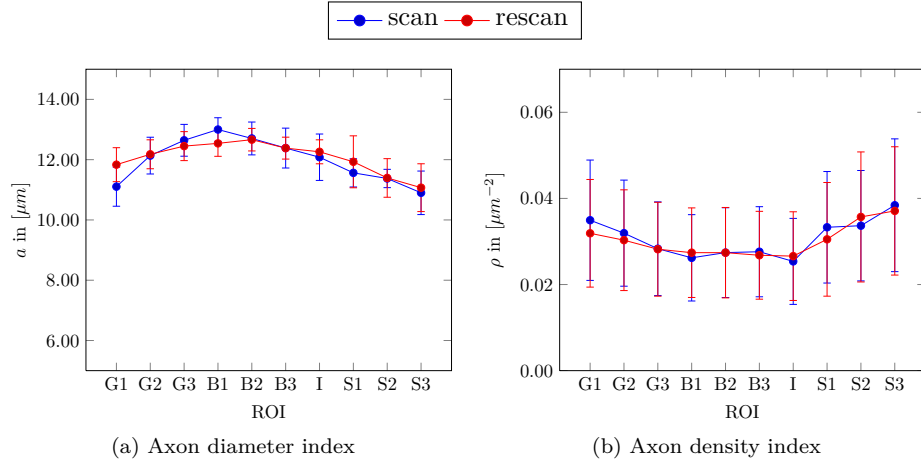 scan rescan
14.00
12.00
10.00
8.00
6.00
a in [μm]
G1 G2 G3 B1 B2 B3 I S1 S2 S3
ROI
(a) Axon diameter index
0.06
0.04
0.02
0.00
ρ in [μm⁻²]
G1 G2 G3 B1 B2 B3 I S1 S2 S3
ROI
(b) Axon density index